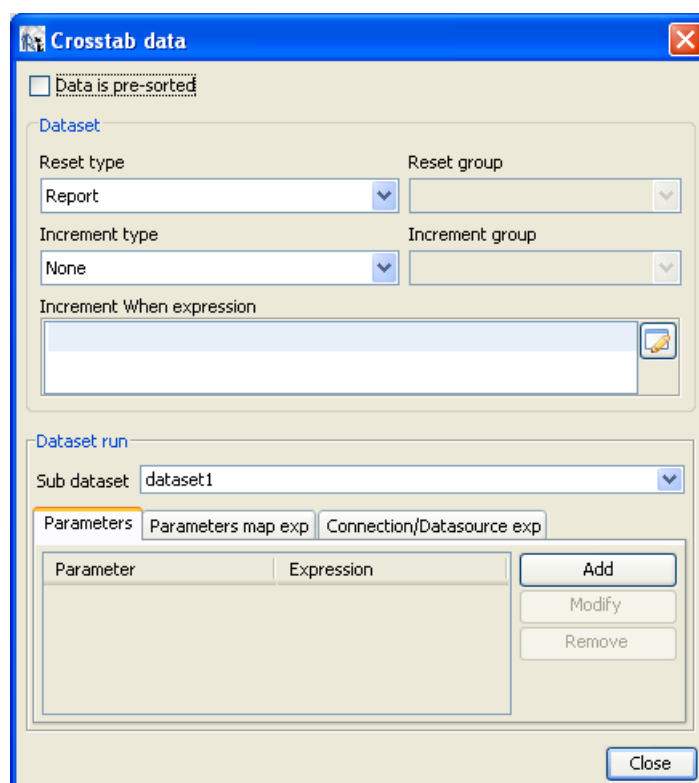 Crosstab data
Data is pre-sorted
Dataset
Reset type Reset group
Report
Increment type Increment group
None
Increment When expression
Dataset run
Sub dataset dataset1
Parameters Parameters map exp Connection/Datasource exp
Parameter Expression Add
Modify
Remove
Close